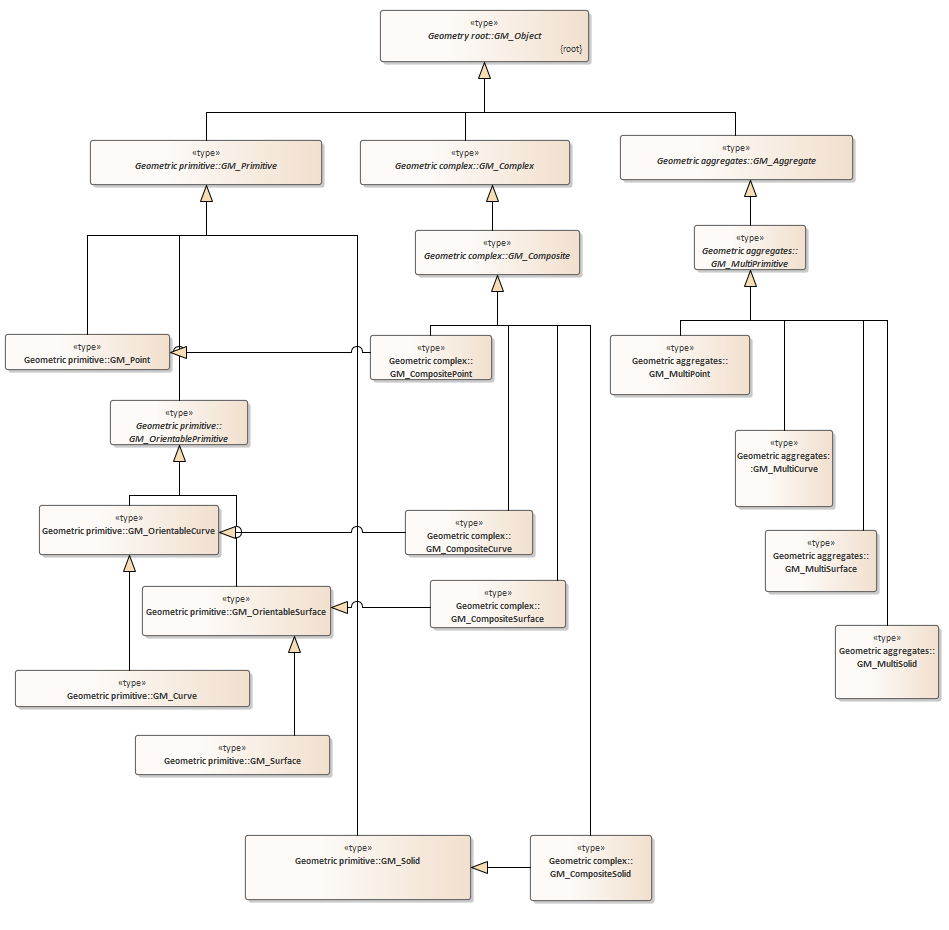 «type»
Geometry root::GM_Object
{root}
«type»
Geometric primitive::GM_Primitive
«type»
Geometric complex::GM_Complex
«type»
Geometric aggregates::GM_Aggregate
«type»
Geometric complex::GM_Composite
«type»
Geometric aggregates::
GM_MultiPrimitive
«type»
Geometric primitive::GM_Point
«type»
Geometric complex::
GM_CompositePoint
«type»
Geometric aggregates::
GM_MultiPoint
«type»
Geometric primitive::
GM_OrientablePrimitive
«type»
Geometric aggregates:
:GM_MultiCurve
«type»
Geometric primitive::GM_OrientableCurve
«type»
Geometric complex::
GM_CompositeCurve
«type»
Geometric aggregates::
GM_MultiSurface
«type»
Geometric primitive::GM_OrientableSurface
«type»
Geometric complex::
GM_CompositeSurface
«type»
Geometric aggregates::
GM_MultiSolid
«type»
Geometric primitive::GM_Curve
«type»
Geometric primitive::GM_Surface
«type»
Geometric primitive::GM_Solid
«type»
Geometric complex::
GM_CompositeSolid